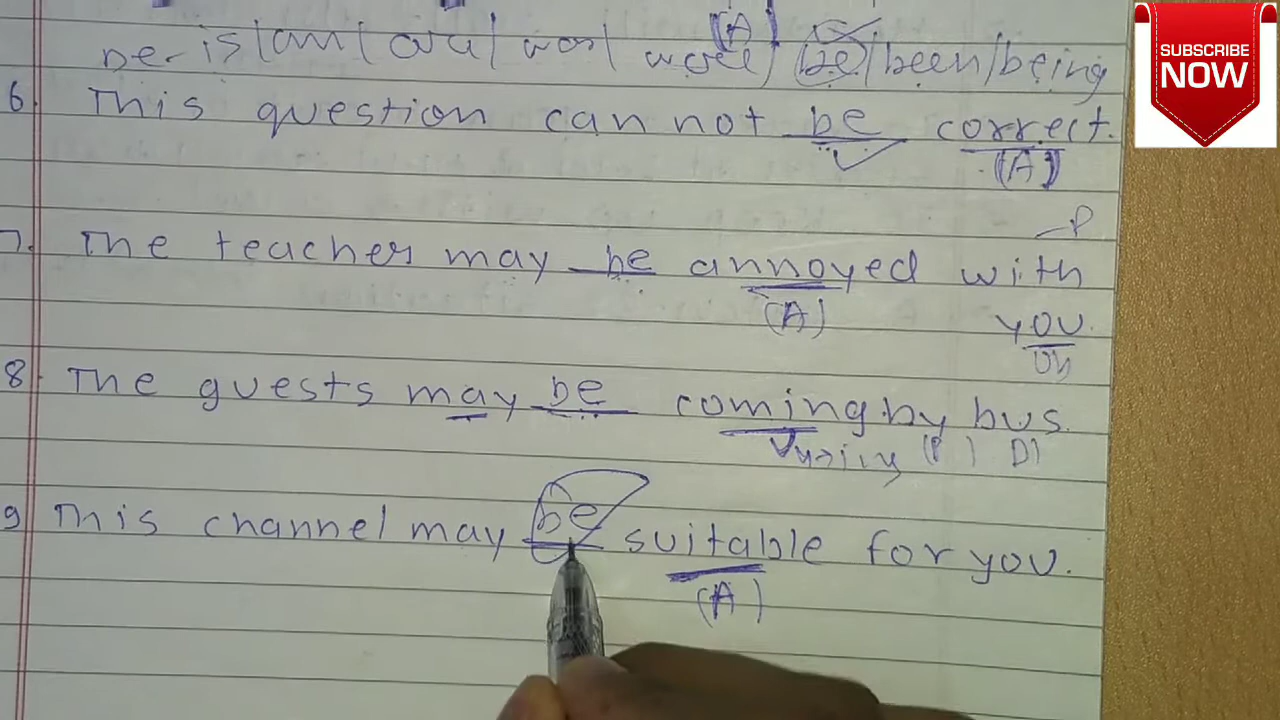 (A)
be- is/am/are/was/were/(be)/been/being
SUBSCRIBE
NOW
6. This question can not be correct.
(A)
P
7. The teacher may be annoyed with
(A) you.
8. The guests may be coming by bus.
(P) D)
9 This channel may be suitable for you.
(A)